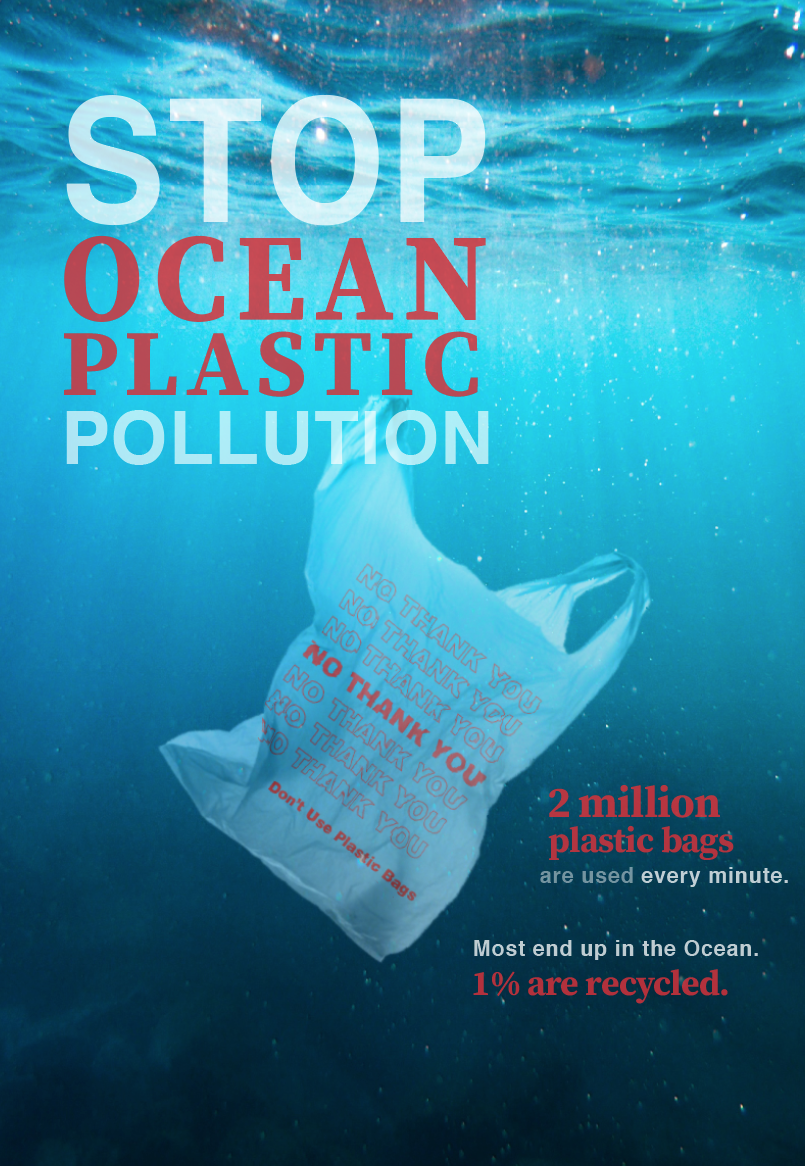 STOP
OCEAN
PLASTIC
POLLUTION
NO THANK YOU
NO THANK YOU
NO THANK YOU
NO THANK YOU
NO THANK YOU
NO THANK YOU
NO THANK YOU
Don't Use Plastic Bags
2 million
plastic bags
are used every minute.
Most end up in the Ocean.
1% are recycled.